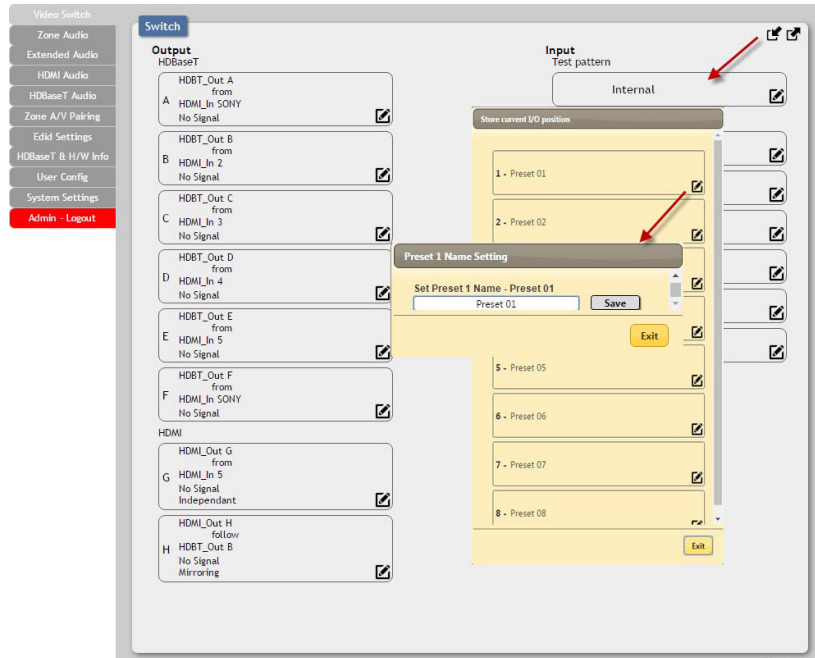 Video Switch
Zone Audio
Extended Audio
HDMI Audio
HDBaseT Audio
Zone A/V Pairing
Edid Settings
HDBaseT & H/W Info
User Config
System Settings
Admin - Logout
Switch
Output
HDBaseT
A
HDBT_Out A
from
HDMI_In SONY
No Signal
B
HDBT_Out B
from
HDMI_In 2
No Signal
C
HDBT_Out C
from
HDMI_In 3
No Signal
D
HDBT_Out D
from
HDMI_In 4
No Signal
E
HDBT_Out E
from
HDMI_In 5
No Signal
F
HDBT_Out F
from
HDMI_In SONY
No Signal
HDMI
G
HDMI_Out G
from
HDMI_In 5
No Signal
Independant
H
HDMI_Out H
follow
HDBT_Out B
No Signal
Mirroring
Input
Test pattern
Internal
Store current I/O position
1 - Preset 01
2 - Preset 02
Preset 1 Name Setting
Set Preset 1 Name - Preset 01
Preset 01
Save
Exit
5 - Preset 05
6 - Preset 06
7 - Preset 07
8 - Preset 08
Exit